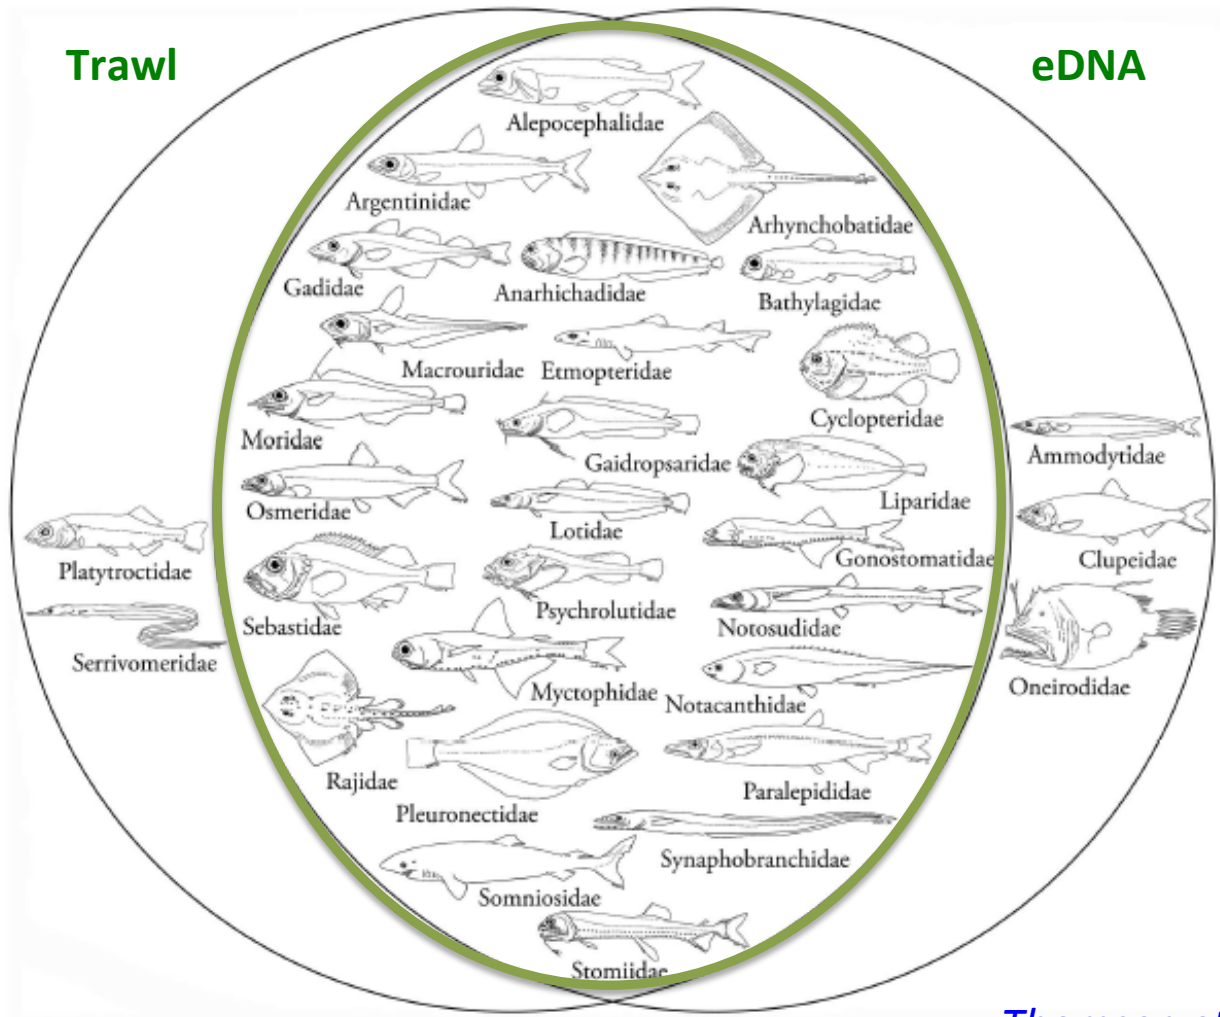 Trawl
eDNA
Alepocephalidae
Argentinidae
Arhynchobatidae
Gadidae
Anarhichadidae
Bathylagidae
Macrouridae
Etmopteridae
Cyclopteridae
Moridae
Gaidropsaridae
Ammodytidae
Liparidae
Osmeridae
Lotidae
Gonostomatidae
Clupeidae
Platytroctidae
Psychrolutidae
Sebastidae
Notosudidae
Serrivomeridae
Myctophidae
Notacanthidae
Oneirodidae
Rajidae
Paralepididae
Pleuronectidae
Synaphobranchidae
Somniosidae
Stomiidae